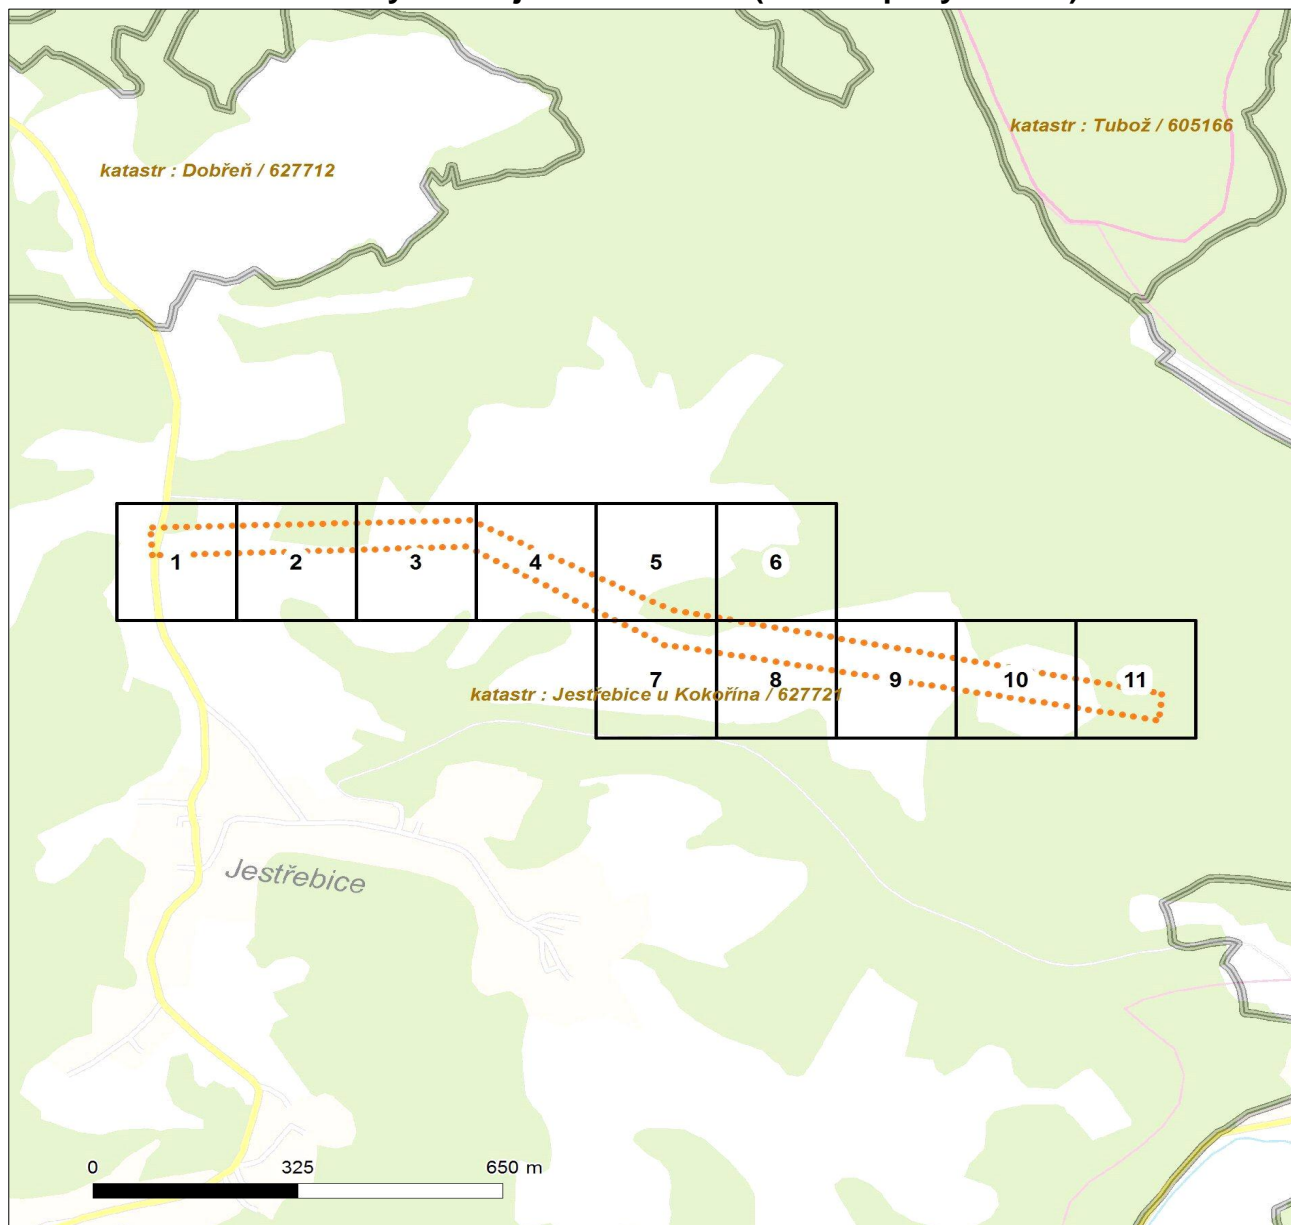 katastr : Tubož / 605166
katastr : Dobřeň / 627712
1 2 3 4 5 6
7 8 9 10 11
katastr : Jestřebice u Kokořína / 627721
Jestřebice
0 325 650 m